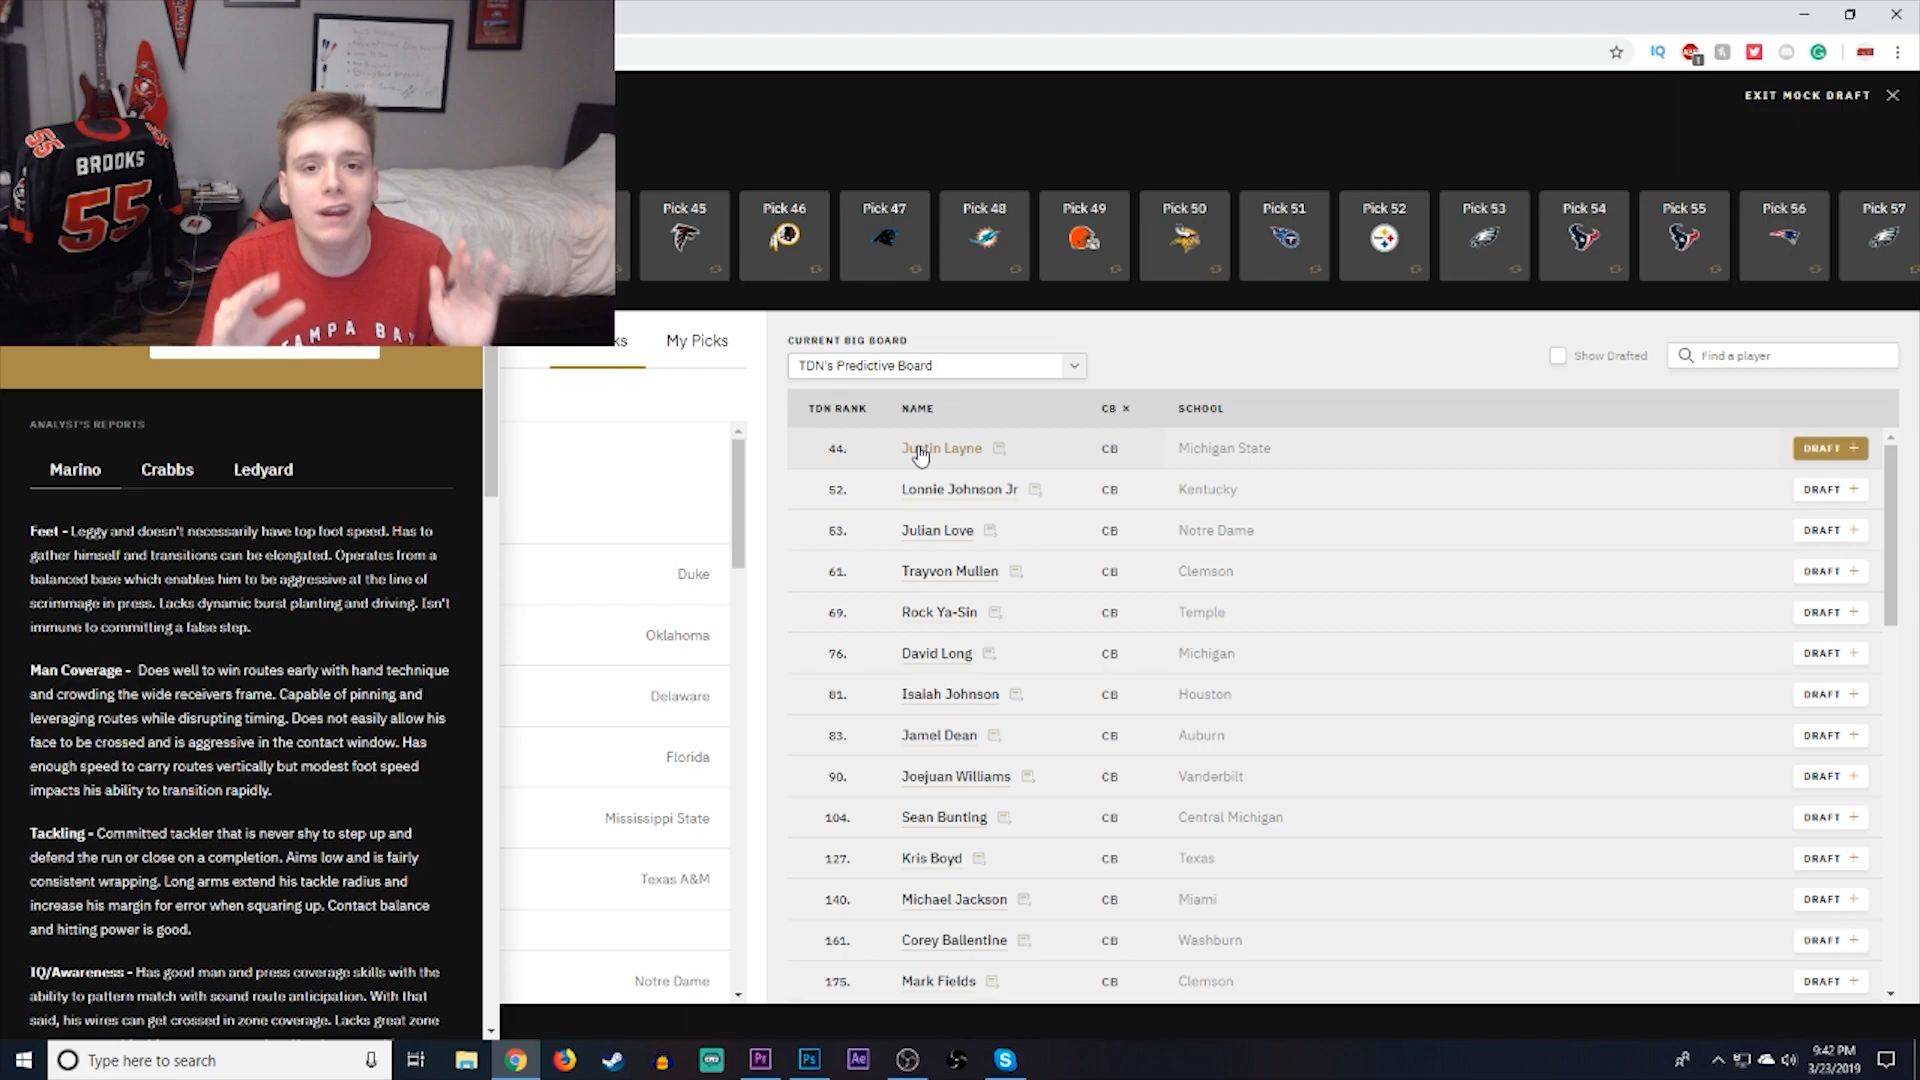 BROOKS
55
55
TAMPA BAY
EXIT MOCK DRAFT
Pick 45
Pick 46
Pick 47
Pick 48
Pick 49
Pick 50
Pick 51
Pick 52
Pick 53
Pick 54
Pick 55
Pick 56
Pick 57
My Picks
CURRENT BIG BOARD
TDN's Predictive Board
Show Drafted
Find a player
TDN RANK NAME CB × SCHOOL
44. Justin Layne CB Michigan State DRAFT +
52. Lonnie Johnson Jr CB Kentucky DRAFT +
53. Julian Love CB Notre Dame DRAFT +
61. Trayvon Mullen CB Clemson DRAFT +
69. Rock Ya-Sin CB Temple DRAFT +
76. David Long CB Michigan DRAFT +
81. Isaiah Johnson CB Houston DRAFT +
83. Jamel Dean CB Auburn DRAFT +
90. Joejuan Williams CB Vanderbilt DRAFT +
104. Sean Bunting CB Central Michigan DRAFT +
127. Kris Boyd CB Texas DRAFT +
140. Michael Jackson CB Miami DRAFT +
161. Corey Ballentine CB Washburn DRAFT +
175. Mark Fields CB Clemson DRAFT +
Duke
Oklahoma
Delaware
Florida
Mississippi State
Texas A&M
Notre Dame
ANALYST'S REPORTS
Marino Crabbs Ledyard
Feet - Leggy and doesn't necessarily have top foot speed. Has to
gather himself and transitions can be elongated. Operates from a
balanced base which enables him to be aggressive at the line of
scrimmage in press. Lacks dynamic burst planting and driving. Isn't
immune to committing a false step.
Man Coverage - Does well to win routes early with hand technique
and crowding the wide receivers frame. Capable of pinning and
leveraging routes while disrupting timing. Does not easily allow his
face to be crossed and is aggressive in the contact window. Has
enough speed to carry routes vertically but modest foot speed
impacts his ability to transition rapidly.
Tackling - Committed tackler that is never shy to step up and
defend the run or close on a completion. Aims low and is fairly
consistent wrapping. Long arms extend his tackle radius and
increase his margin for error when squaring up. Contact balance
and hitting power is good.
IQ/Awareness - Has good man and press coverage skills with the
ability to pattern match with sound route anticipation. With that
said, his wires can get crossed in zone coverage. Lacks great zone
Type here to search
9:42 PM
3/23/2019